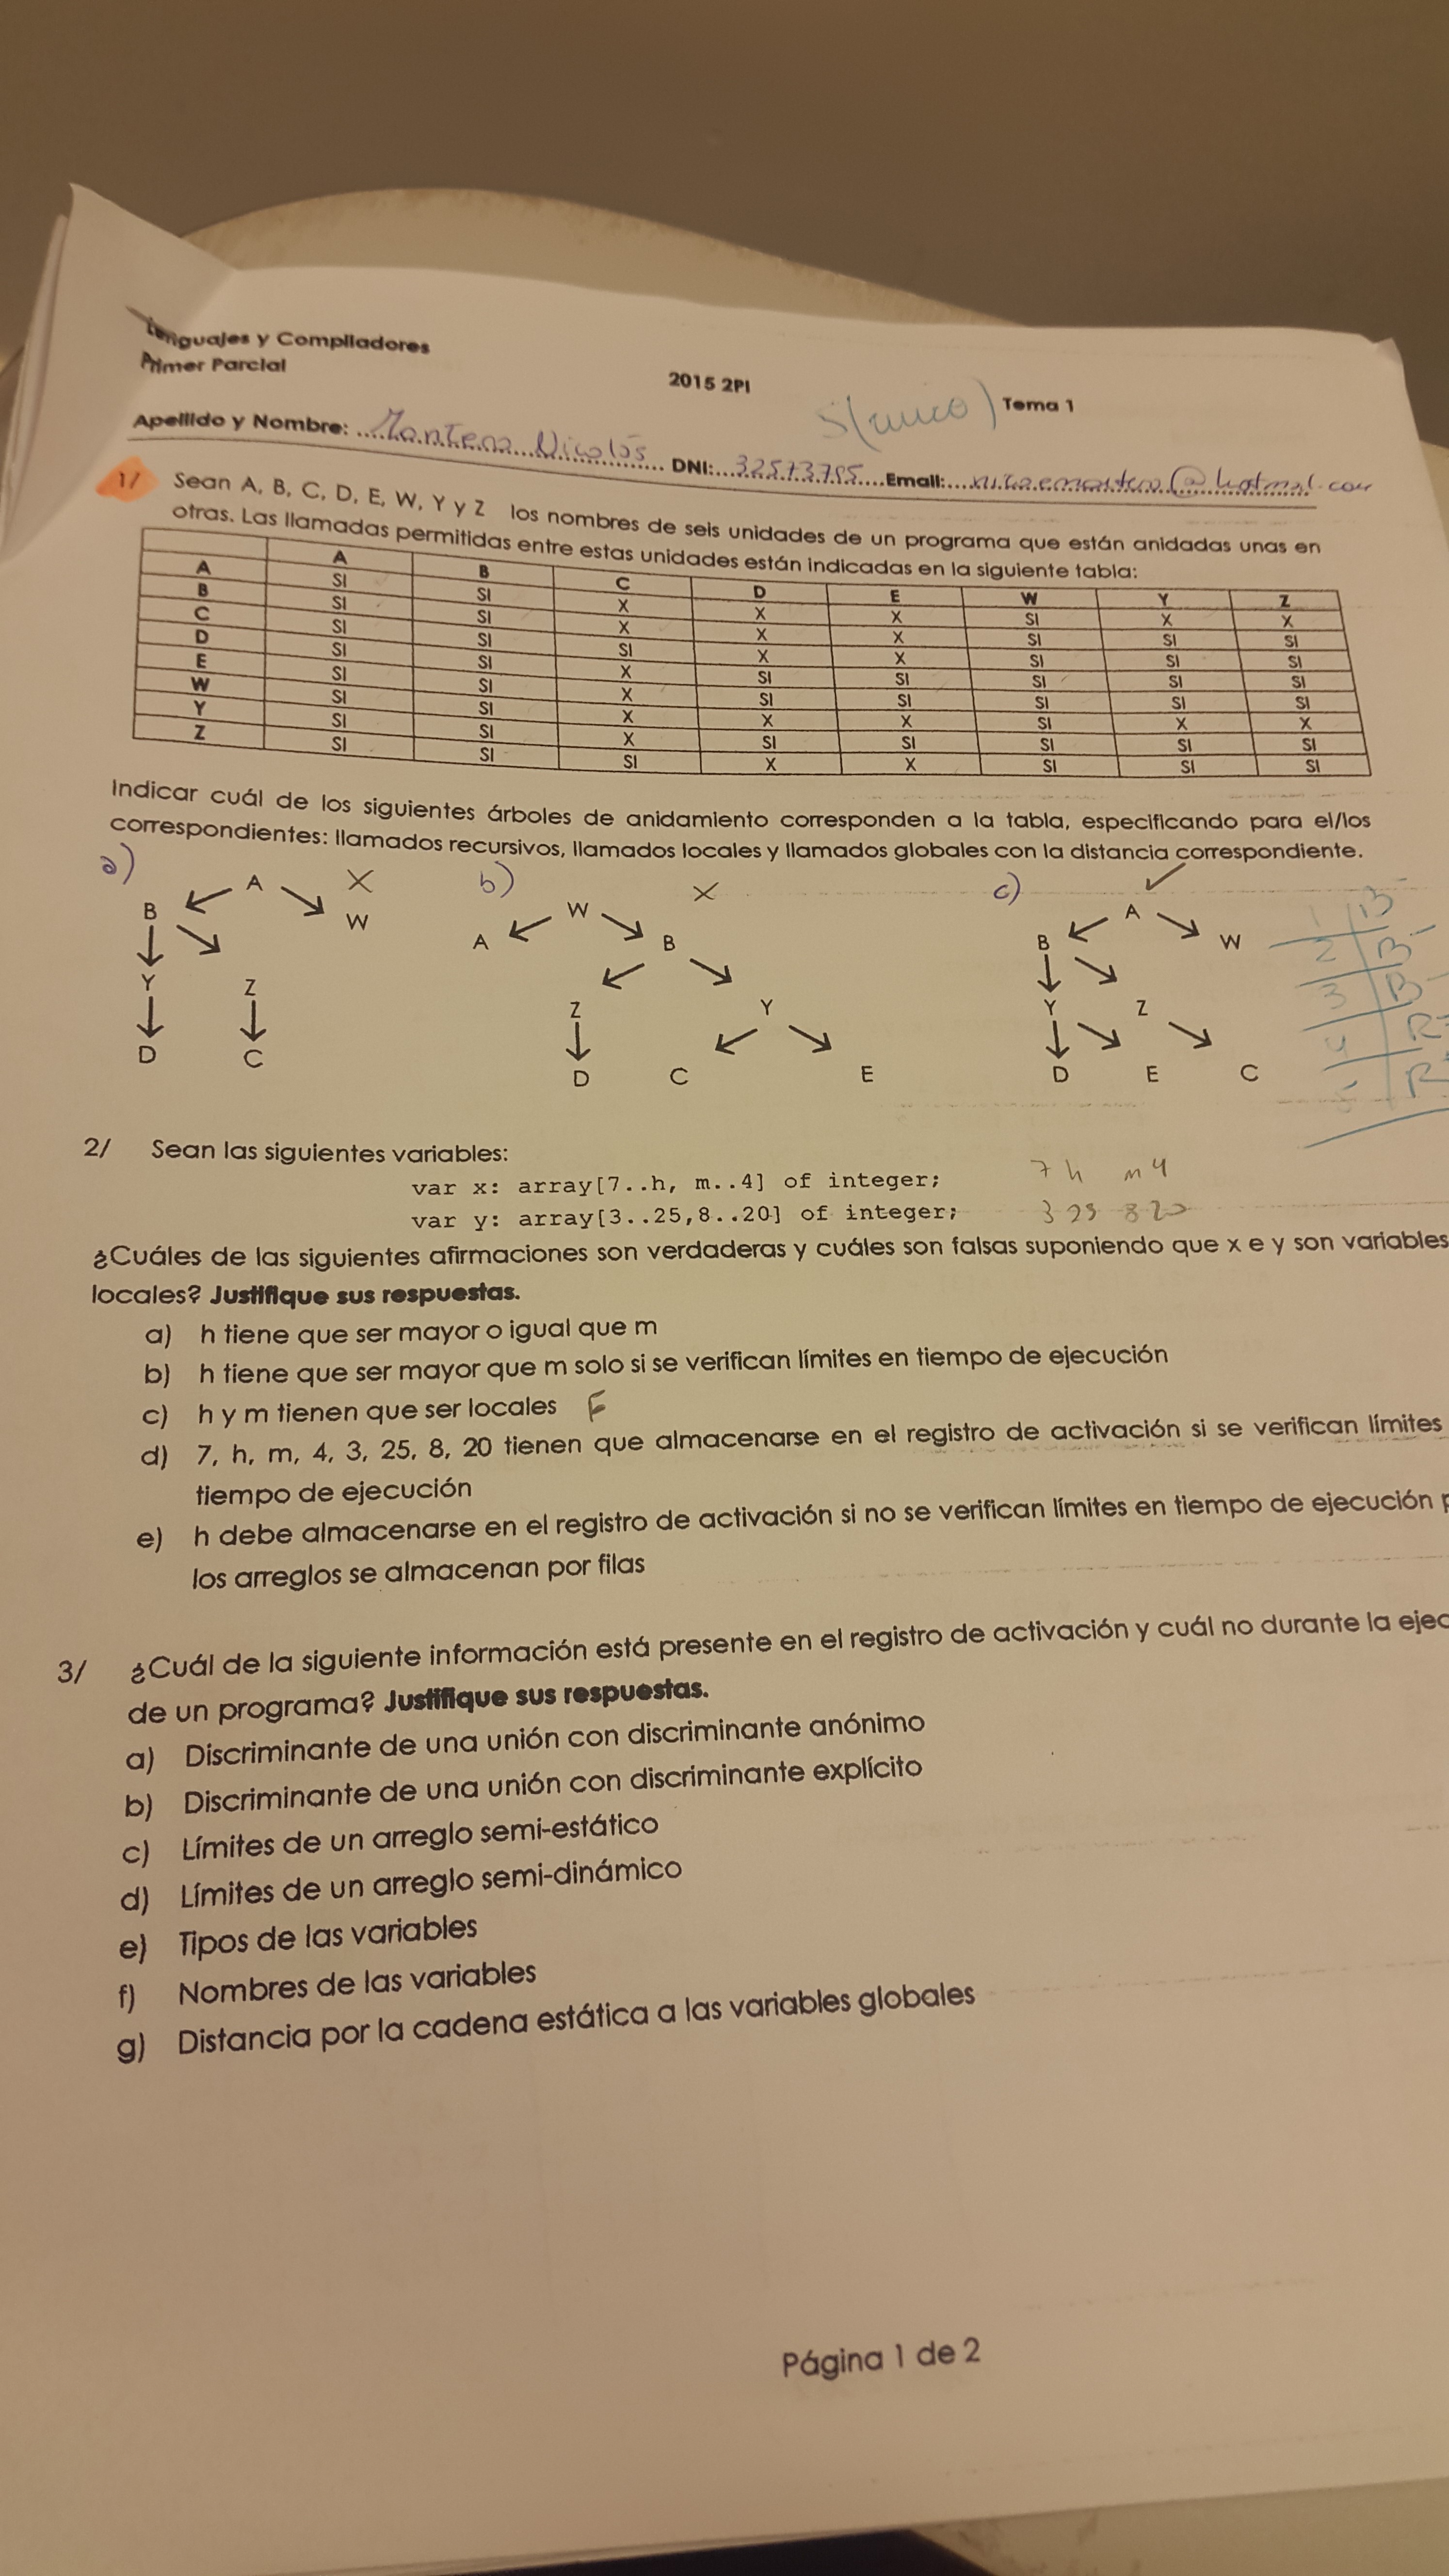 Lenguajes y Compiladores
Primer Parcial
2015 2PI
Tema 1
Apellido y Nombre: Nicolás DNI: Email:
1/ Sean A, B, C, D, E, W, Y y Z los nombres de seis unidades de un programa que están anidadas unas en
otras. Las llamadas permitidas entre estas unidades están indicadas en la siguiente tabla:
A B C D E W Y Z
A SI SI X X X SI X X
B SI SI X X X SI SI SI
C SI SI SI X X SI SI SI
D SI SI X SI SI SI SI SI
E SI SI X SI SI SI SI SI
W SI SI X X X SI X X
Y SI SI X SI SI SI SI SI
Z SI SI SI X X SI SI SI
Indicar cuál de los siguientes árboles de anidamiento corresponden a la tabla, especificando para el/los
correspondientes: llamados recursivos, llamados locales y llamados globales con la distancia correspondiente.
a) b) c)
A X
B W
Y Z
D C
W X
A B
Z Y
D C E
A
B W
Y Z
D E C
1 B
2 B
3 B
4 R
5 R
2/ Sean las siguientes variables:
var x: array[7..h, m..4] of integer; 7 h m 4
var y: array[3..25,8..20] of integer; 3 25 8 20
¿Cuáles de las siguientes afirmaciones son verdaderas y cuáles son falsas suponiendo que x e y son variables
locales? Justifique sus respuestas.
a) h tiene que ser mayor o igual que m
b) h tiene que ser mayor que m solo si se verifican límites en tiempo de ejecución
c) h y m tienen que ser locales F
d) 7, h, m, 4, 3, 25, 8, 20 tienen que almacenarse en el registro de activación si se verifican límites
tiempo de ejecución
e) h debe almacenarse en el registro de activación si no se verifican límites en tiempo de ejecución
los arreglos se almacenan por filas
3/ ¿Cuál de la siguiente información está presente en el registro de activación y cuál no durante la ejec
de un programa? Justifique sus respuestas.
a) Discriminante de una unión con discriminante anónimo
b) Discriminante de una unión con discriminante explícito
c) Límites de un arreglo semi-estático
d) Límites de un arreglo semi-dinámico
e) Tipos de las variables
f) Nombres de las variables
g) Distancia por la cadena estática a las variables globales
Página 1 de 2